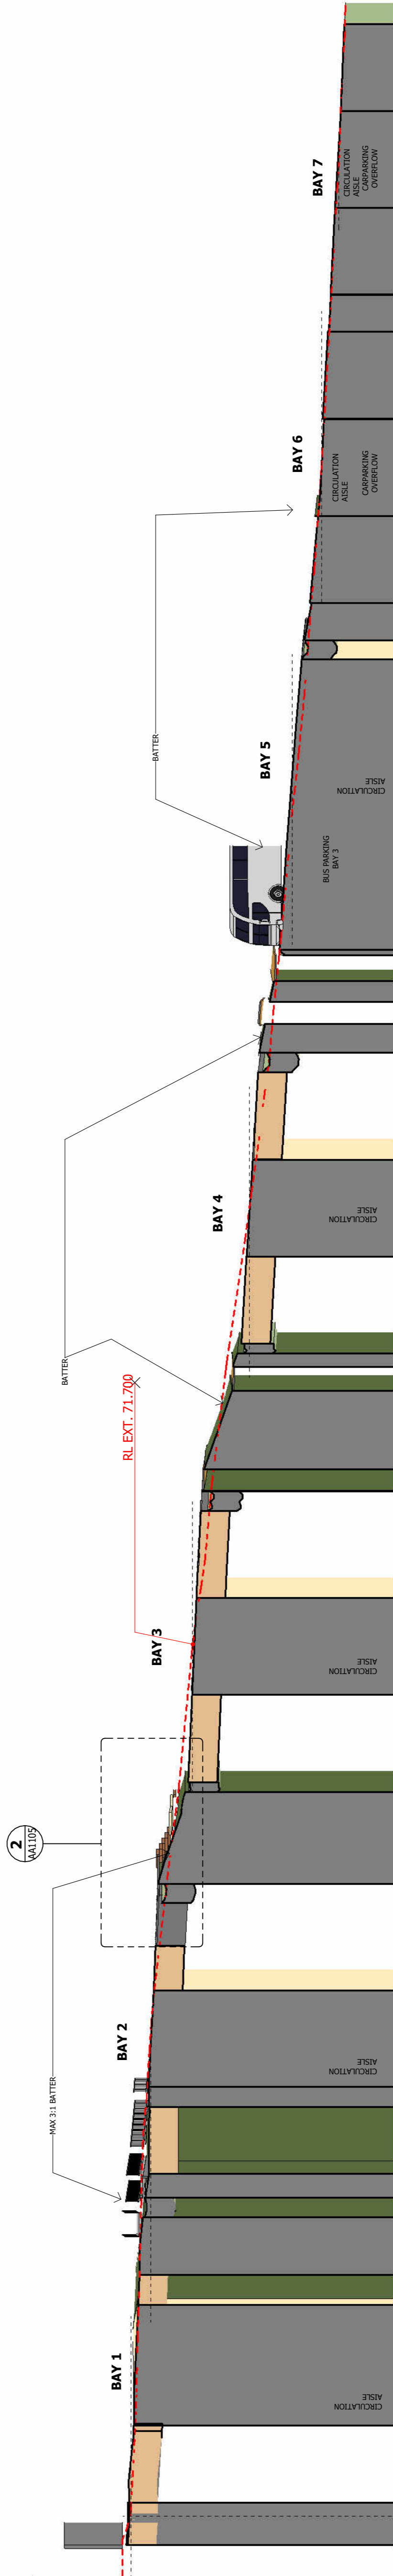 BAY 7
CIRCULATION
AISLE
CARPARKING
OVERFLOW
BAY 6
CIRCULATION
AISLE
CARPARKING
OVERFLOW
BATTER
BAY 5
CIRCULATION
AISLE
BUS PARKING
BAY 3
BAY 4
CIRCULATION
AISLE
BATTER
RL EXT. 71.700
BAY 3
CIRCULATION
AISLE
2
AA1105
BAY 2
CIRCULATION
AISLE
MAX 3:1 BATTER
BAY 1
CIRCULATION
AISLE